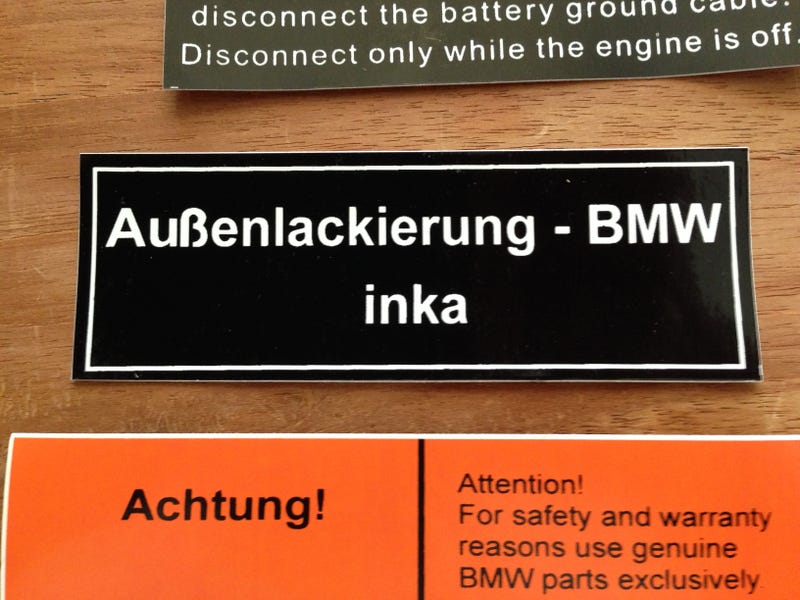 disconnect the battery ground cable.
Disconnect only while the engine is off.
Außenlackierung - BMW
inka
Achtung!
Attention!
For safety and warranty
reasons use genuine
BMW parts exclusively